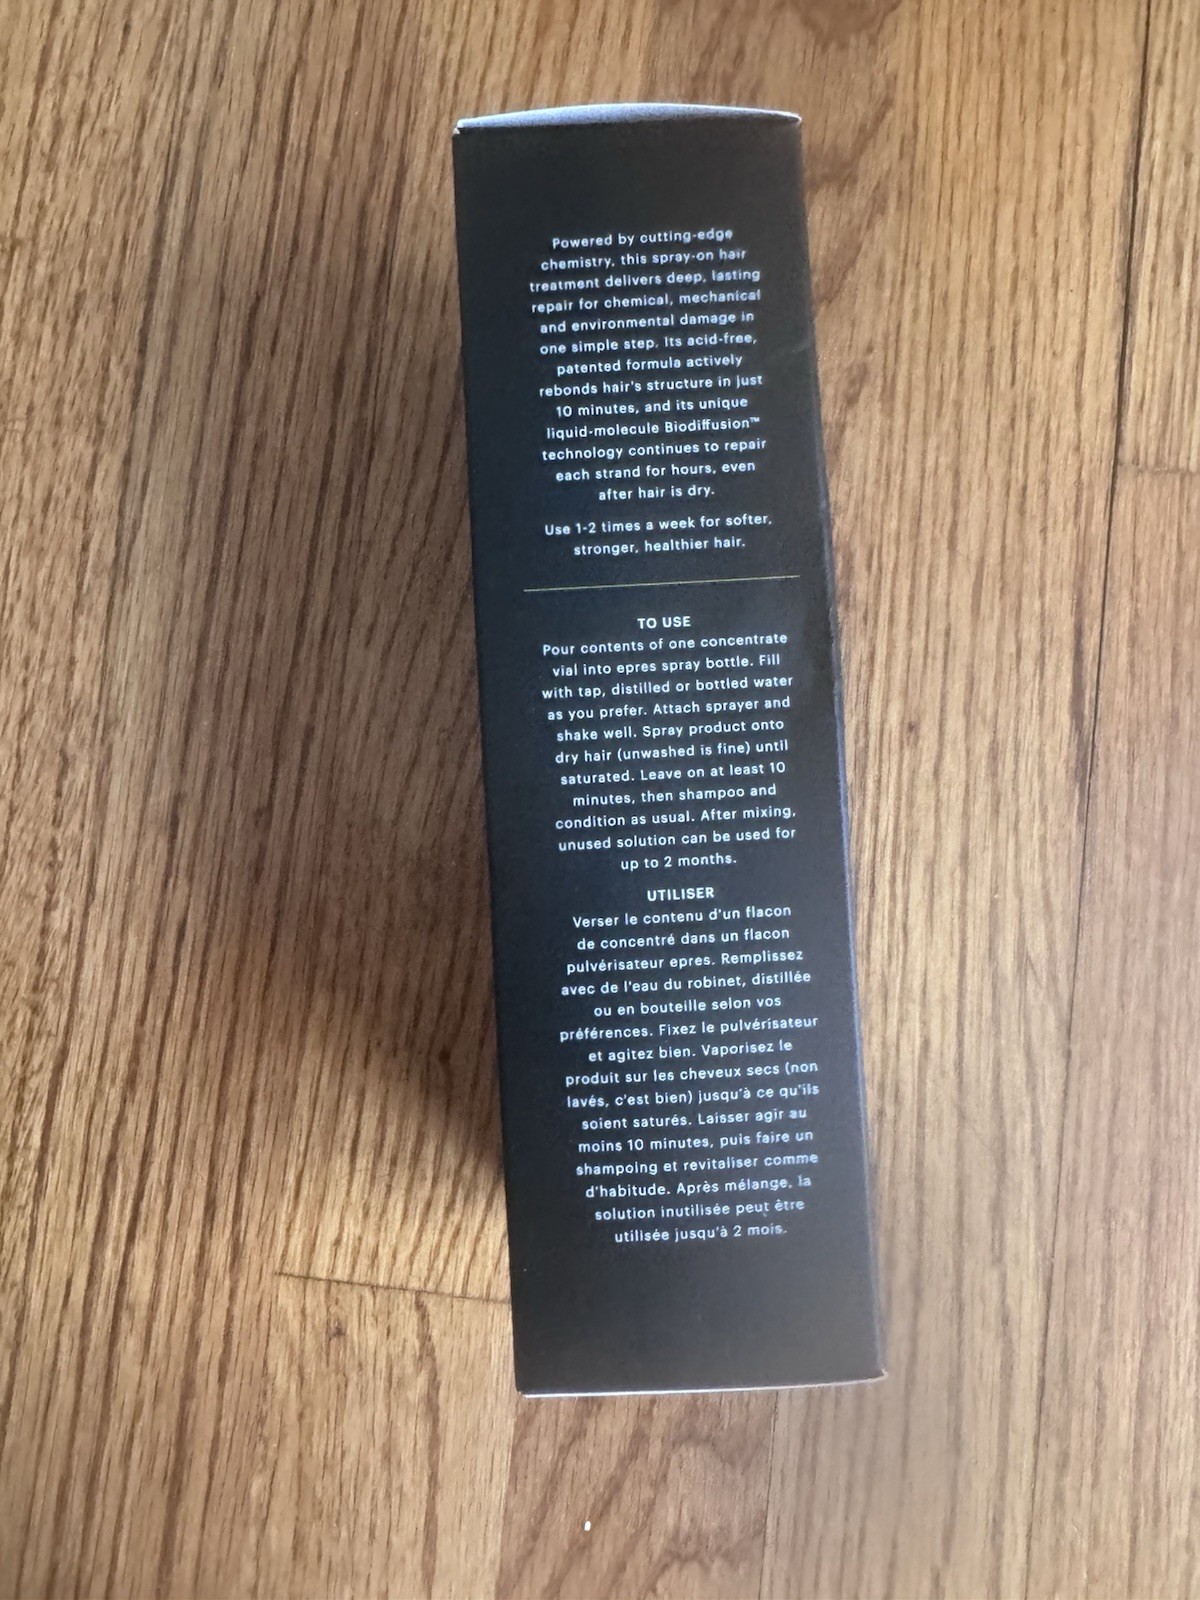 Powered by cutting-edge
chemistry, this spray-on hair
treatment delivers deep, lasting
repair for chemical, mechanical
and environmental damage in
one simple step. Its acid-free,
patented formula actively
rebonds hair's structure in just
10 minutes, and its unique
liquid-molecule Biodiffusion™
technology continues to repair
each strand for hours, even
after hair is dry.
Use 1-2 times a week for softer,
stronger, healthier hair.
TO USE
Pour contents of one concentrate
vial into epres spray bottle. Fill
with tap, distilled or bottled water
as you prefer. Attach sprayer and
shake well. Spray product onto
dry hair (unwashed is fine) until
saturated. Leave on at least 10
minutes, then shampoo and
condition as usual. After mixing,
unused solution can be used for
up to 2 months.
UTILISER
Verser le contenu d'un flacon
de concentré dans un flacon
pulvérisateur epres. Remplissez
avec de l'eau du robinet, distillée
ou en bouteille selon vos
préférences. Fixez le pulvérisateur
et agitez bien. Vaporisez le
produit sur les cheveux secs (non
lavés, c'est bien) jusqu'à ce qu'ils
soient saturés. Laisser agir au
moins 10 minutes, puis faire un
shampoing et revitaliser comme
d'habitude. Après mélange, la
solution inutilisée peut être
utilisée jusqu'à 2 mois.